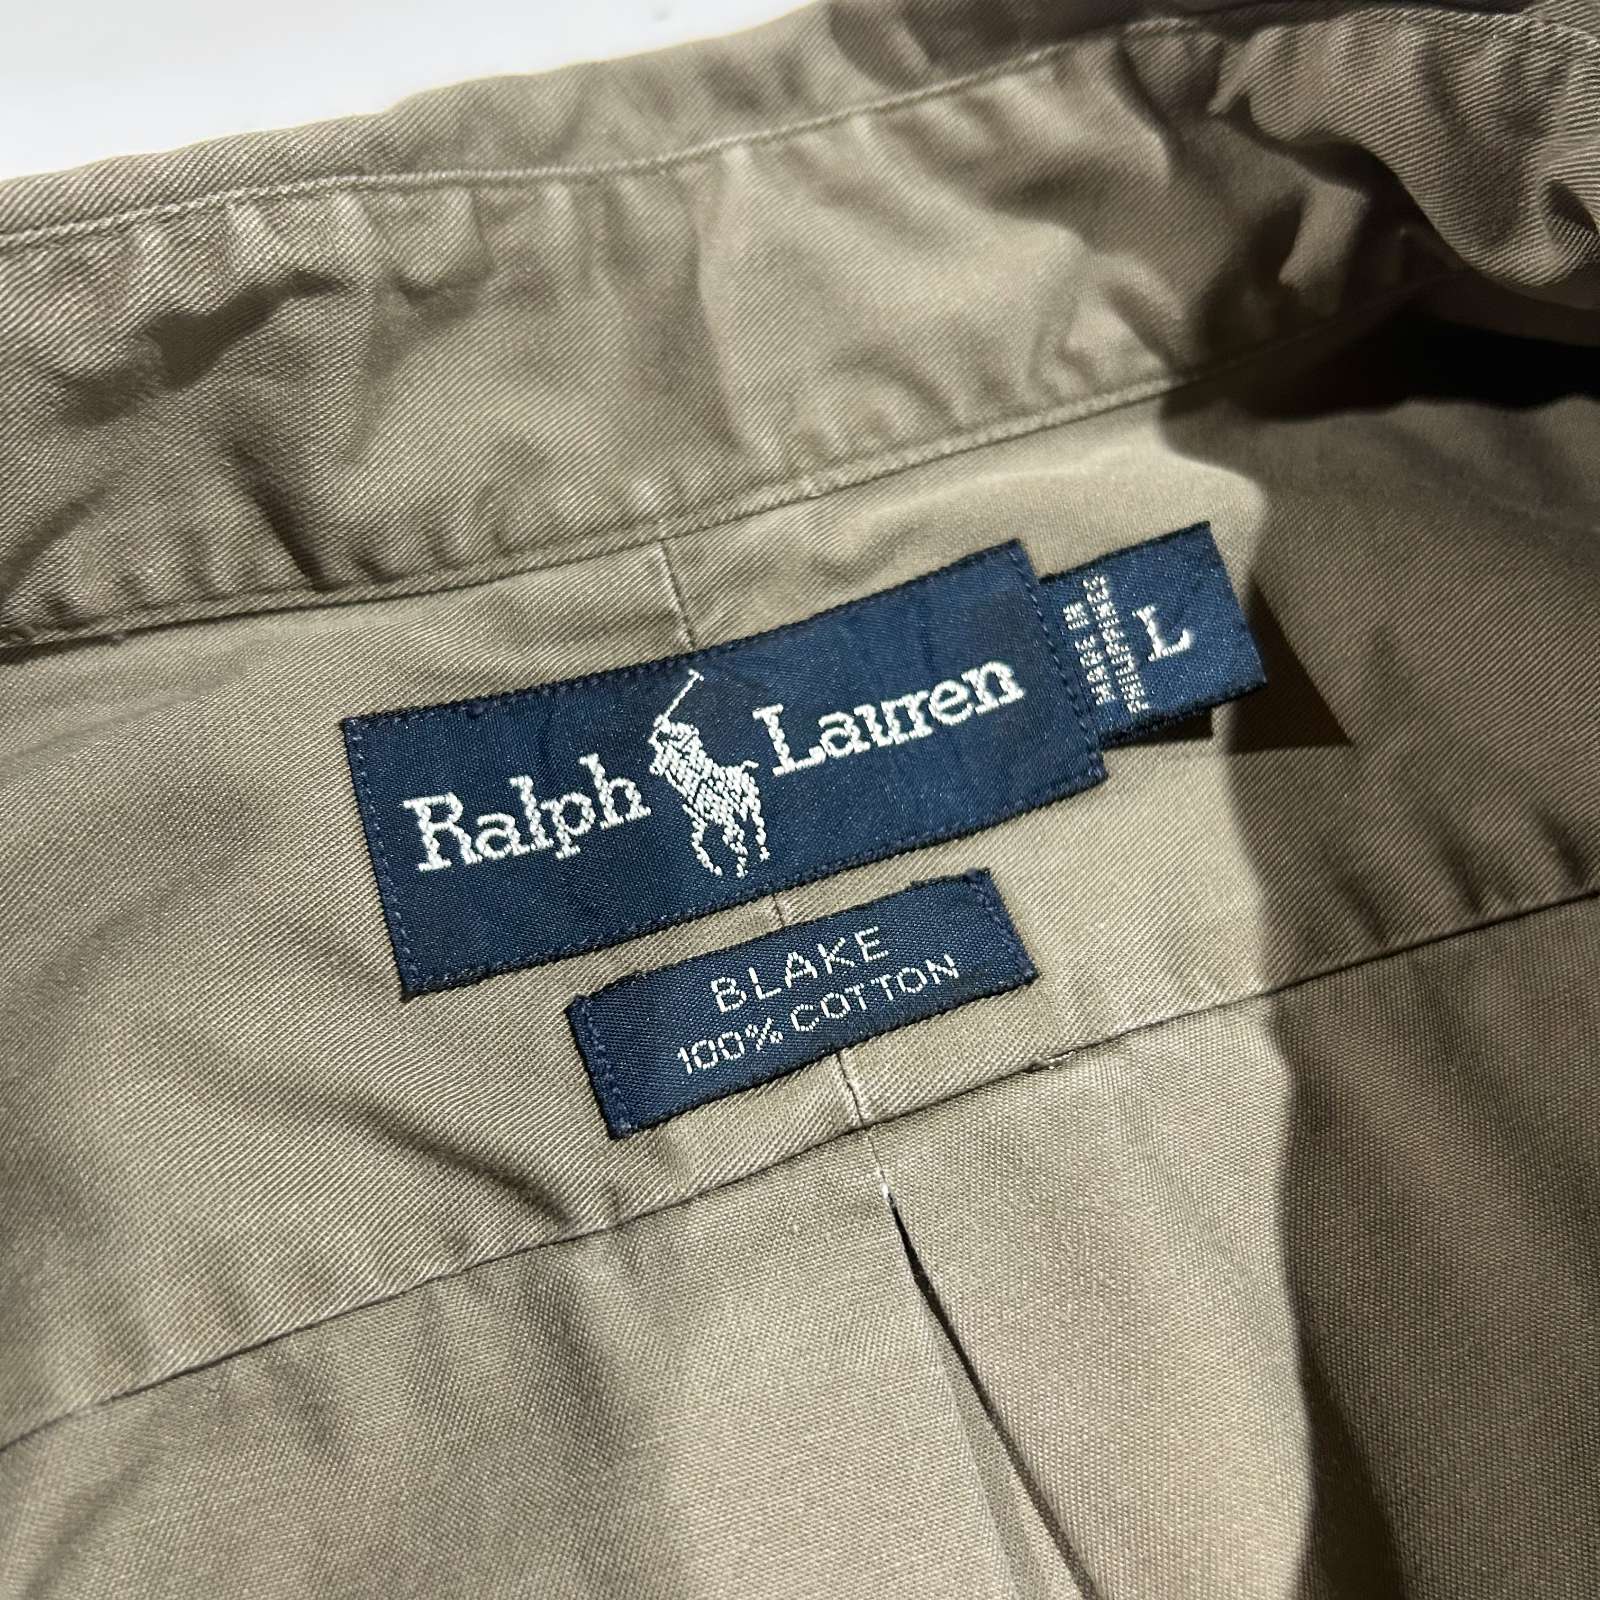 Ralph Lauren
MADE IN
PHILIPPINES
L
BLAKE
100% COTTON